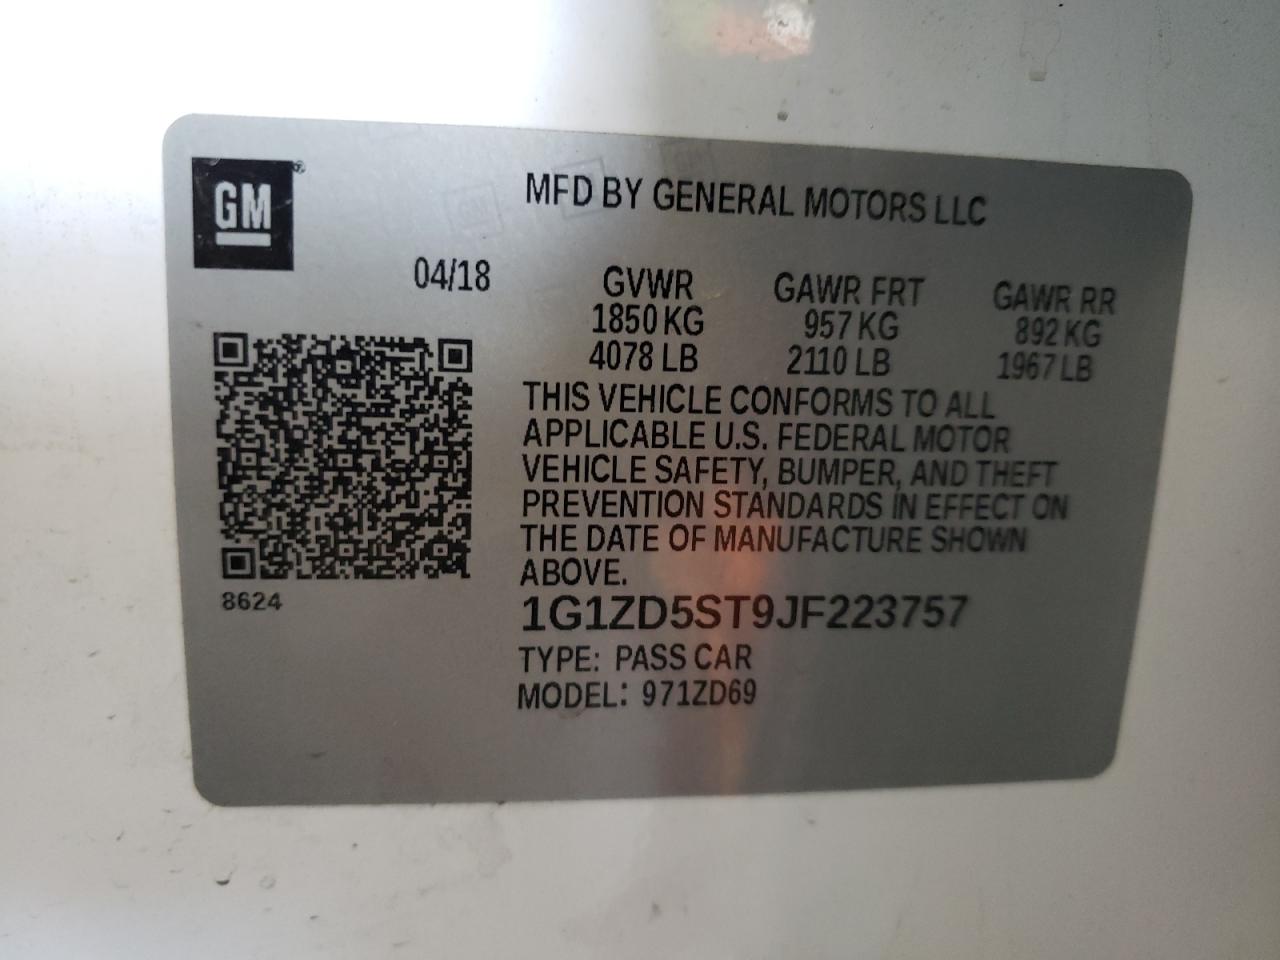 GM
MFD BY GENERAL MOTORS LLC
04/18
GVWR GAWR FRT GAWR RR
1850 KG 957 KG 892 KG
4078 LB 2110 LB 1967 LB
THIS VEHICLE CONFORMS TO ALL
APPLICABLE U.S. FEDERAL MOTOR
VEHICLE SAFETY, BUMPER, AND THEFT
PREVENTION STANDARDS IN EFFECT ON
THE DATE OF MANUFACTURE SHOWN
ABOVE.
8624
1G1ZD5ST9JF223757
TYPE: PASS CAR
MODEL: 971ZD69